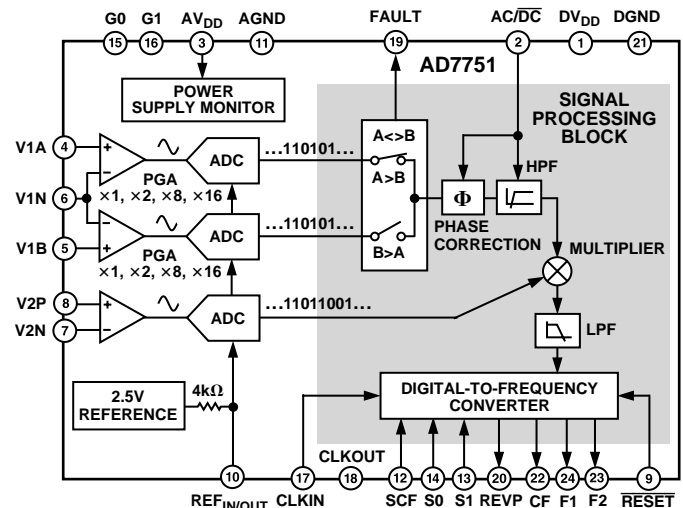 G0 G1 AVDD AGND FAULT AC/DC DVDD DGND
15 16 3 11 19 2 1 21
AD7751
POWER
SUPPLY MONITOR
SIGNAL
PROCESSING
BLOCK
A<>B
V1A 4 + − ADC ...110101... A>B
HPF
PGA
×1, ×2, ×8, ×16
V1N 6
Φ
PHASE
CORRECTION
V1B 5 − + ADC ...110101... B>A
PGA
×1, ×2, ×8, ×16
MULTIPLIER
V2P 8 +
V2N 7 − ADC ...11011001...
LPF
2.5V
REFERENCE
4kΩ
DIGITAL-TO-FREQUENCY
CONVERTER
CLKOUT
10 17 18 12 14 13 20 22 24 23 9
REFIN/OUT CLKIN SCF S0 S1 REVP CF F1 F2 RESET